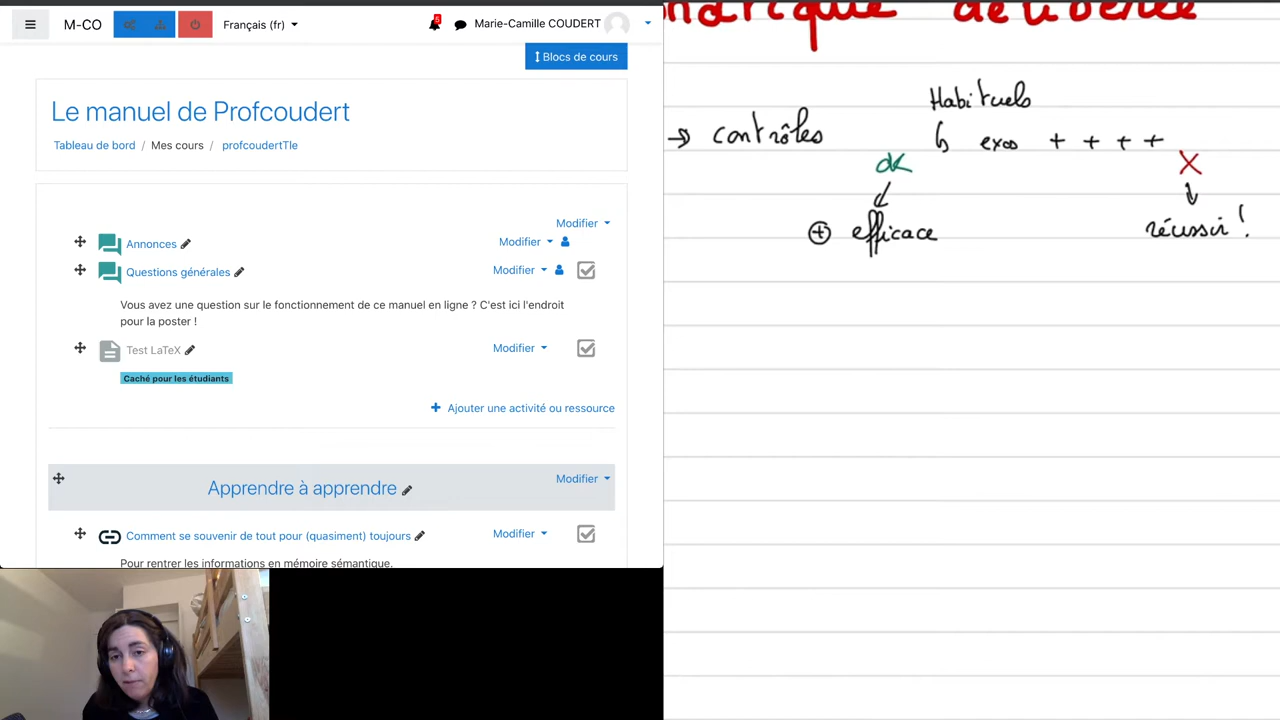 M-CO
Français (fr)
5
Marie-Camille COUDERT
Blocs de cours
Le manuel de Profcoudert
Tableau de bord / Mes cours / profcoudertTle
Modifier
Annonces
Modifier
Questions générales
Modifier
Vous avez une question sur le fonctionnement de ce manuel en ligne ? C'est ici l'endroit
pour la poster !
Test LaTeX
Modifier
Caché pour les étudiants
+ Ajouter une activité ou ressource
Apprendre à apprendre
Modifier
Comment se souvenir de tout pour (quasiment) toujours
Modifier
Pour rentrer les informations en mémoire sémantique.
délibérée
Habituels
→ contrôles
↳ exos + + + +
ok
X
⊕ efficace
réussir !